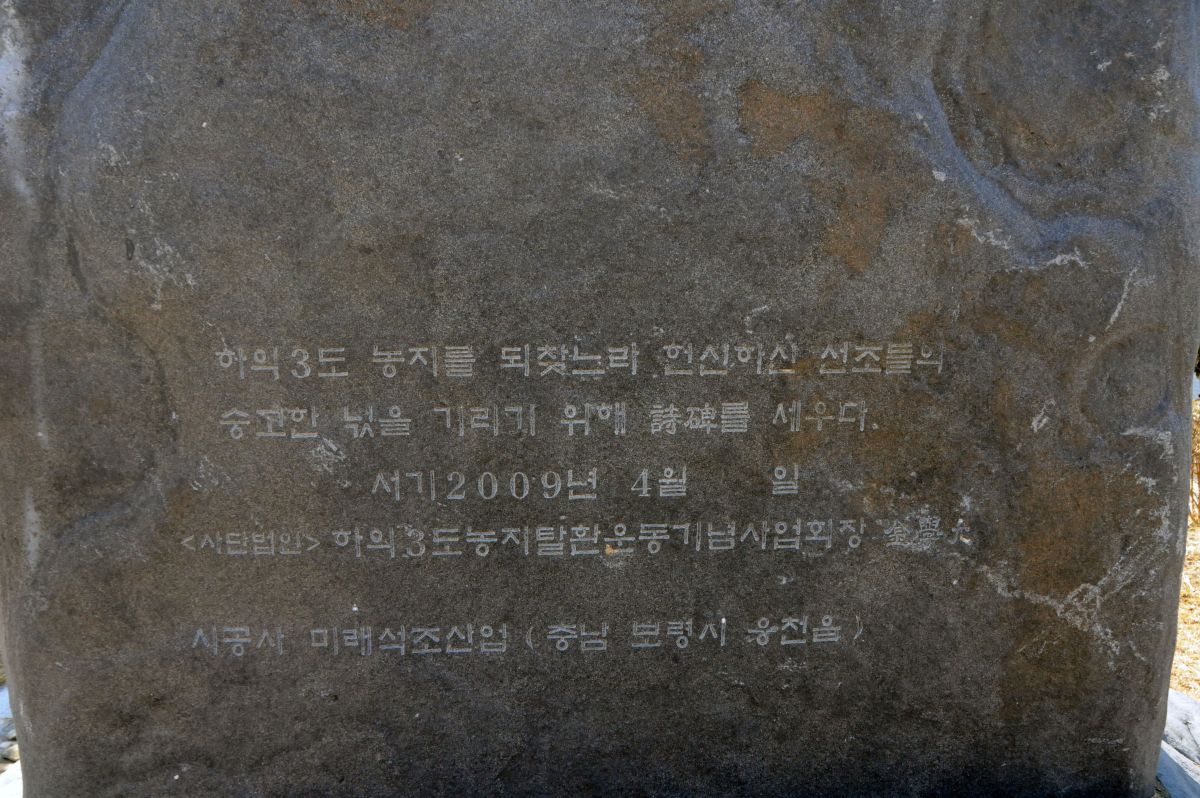 하의3도 농지를 되찾느라 헌신하신 선조들의
숭고한 넋을 기리기 위해 詩碑를 세우다.
서기2009년 4월 일
<사단법인> 하의3도농지탈환운동기념사업회장
시공사 미래석조산업 (충남 보령시 웅천읍)